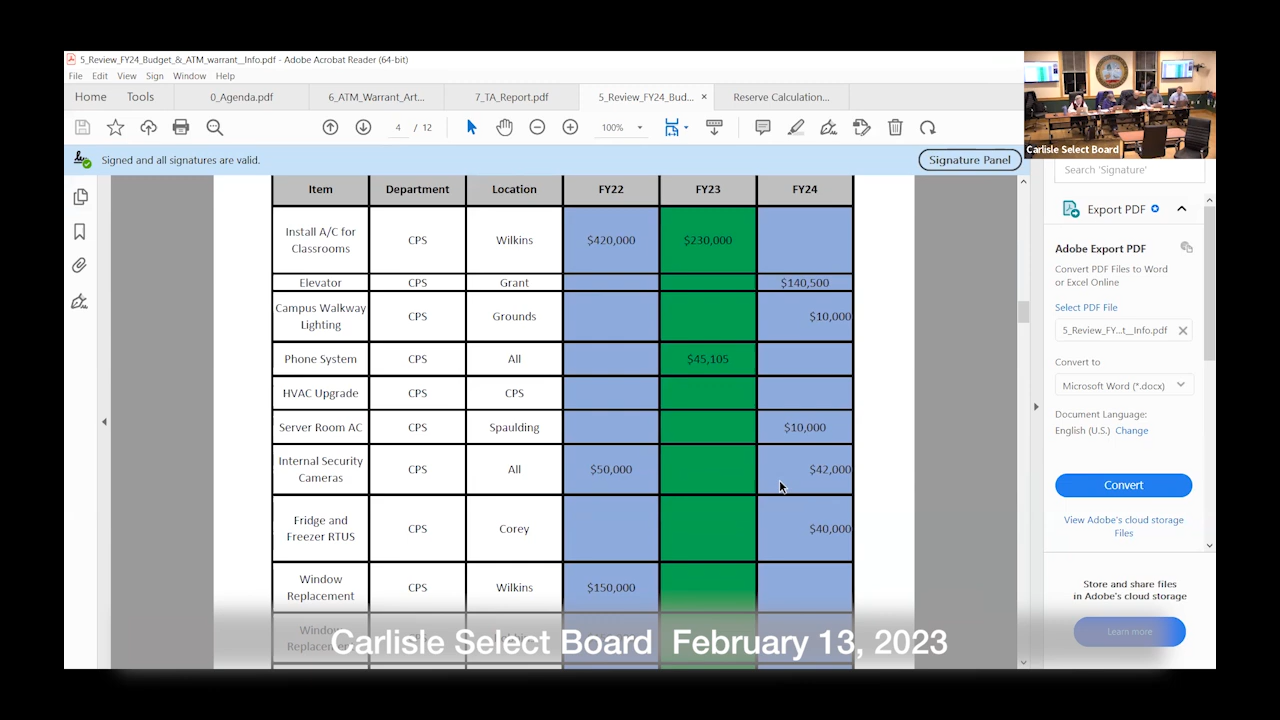 5_Review_FY24_Budget_&_ATM_warrant__Info.pdf - Adobe Acrobat Reader (64-bit)
File Edit View Sign Window Help
Home Tools 0_Agenda.pdf 6_ATM_Warrant_Art... 7_TA_Report.pdf 5_Review_FY24_Bud... × Reserve Calculation...
4 / 12 100%
Carlisle Select Board
Signed and all signatures are valid. Signature Panel
Search 'Signature'
Item Department Location FY22 FY23 FY24
Install A/C for
Classrooms CPS Wilkins $420,000 $230,000
Elevator CPS Grant $140,500
Campus Walkway
Lighting CPS Grounds $10,000
Phone System CPS All $45,105
HVAC Upgrade CPS CPS
Server Room AC CPS Spaulding $10,000
Internal Security
Cameras CPS All $50,000 $42,000
Fridge and
Freezer RTUS CPS Corey $40,000
Window
Replacement CPS Wilkins $150,000
Export PDF
Adobe Export PDF
Convert PDF Files to Word
or Excel Online
Select PDF File
5_Review_FY...t__Info.pdf
Convert to
Microsoft Word (*.docx)
Document Language:
English (U.S.) Change
Convert
View Adobe's cloud storage
Files
Store and share files
in Adobe's cloud storage
Learn more
Carlisle Select Board February 13, 2023